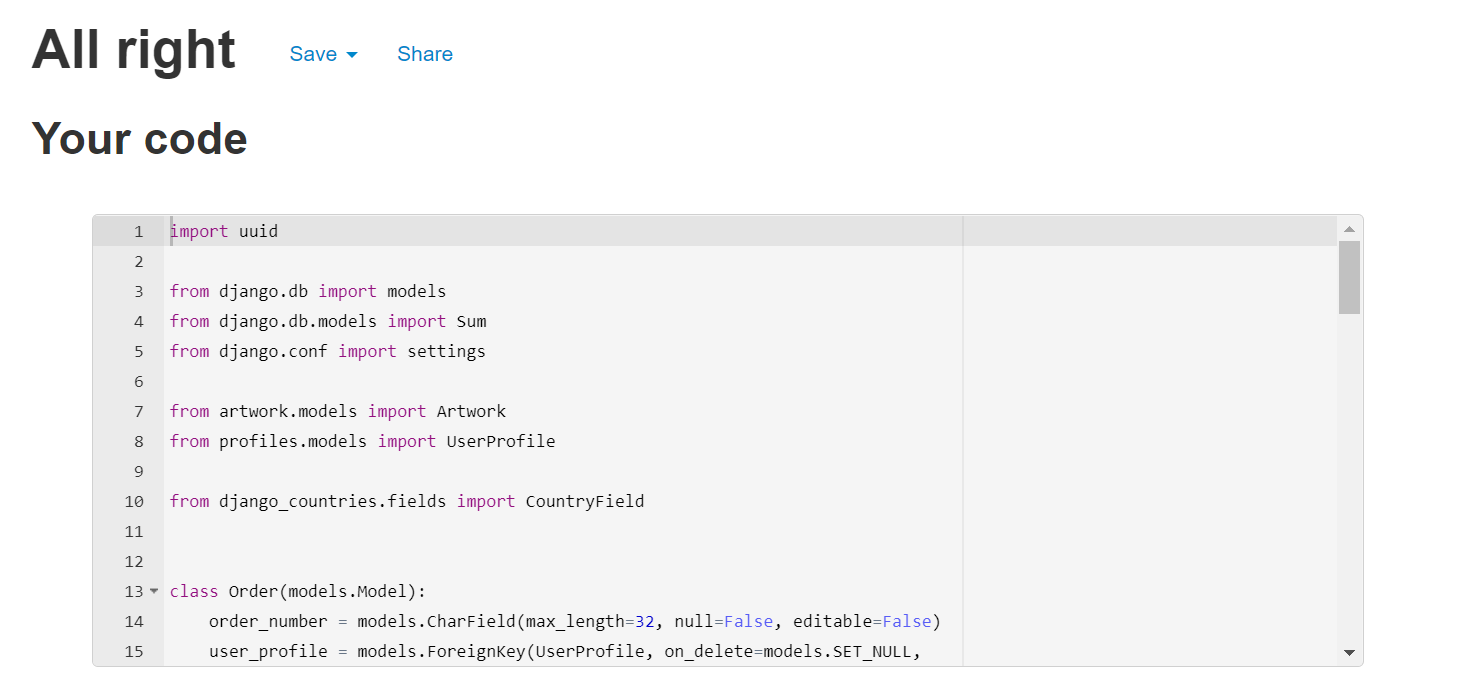 All right Save Share
Your code
1 import uuid
2
3 from django.db import models
4 from django.db.models import Sum
5 from django.conf import settings
6
7 from artwork.models import Artwork
8 from profiles.models import UserProfile
9
10 from django_countries.fields import CountryField
11
12
13 class Order(models.Model):
14     order_number = models.CharField(max_length=32, null=False, editable=False)
15     user_profile = models.ForeignKey(UserProfile, on_delete=models.SET_NULL,